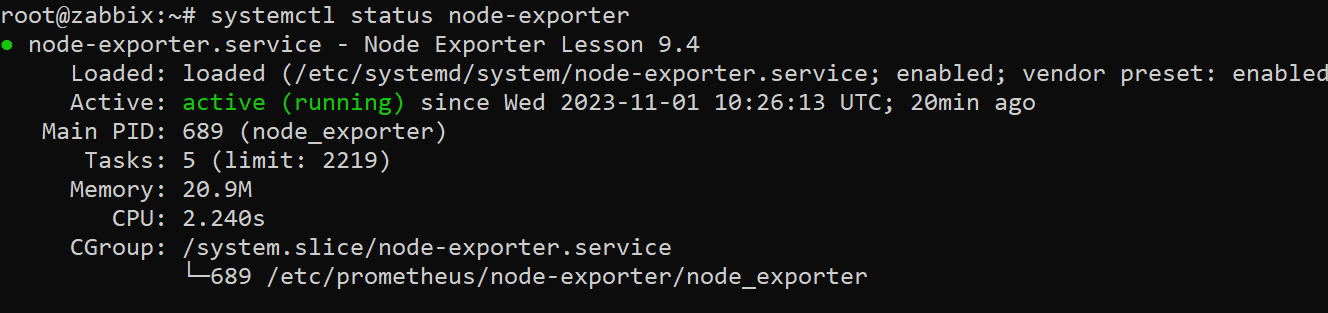 root@zabbix:~# systemctl status node-exporter
● node-exporter.service - Node Exporter Lesson 9.4
     Loaded: loaded (/etc/systemd/system/node-exporter.service; enabled; vendor preset: enabled
     Active: active (running) since Wed 2023-11-01 10:26:13 UTC; 20min ago
   Main PID: 689 (node_exporter)
      Tasks: 5 (limit: 2219)
     Memory: 20.9M
        CPU: 2.240s
     CGroup: /system.slice/node-exporter.service
             └─689 /etc/prometheus/node-exporter/node_exporter